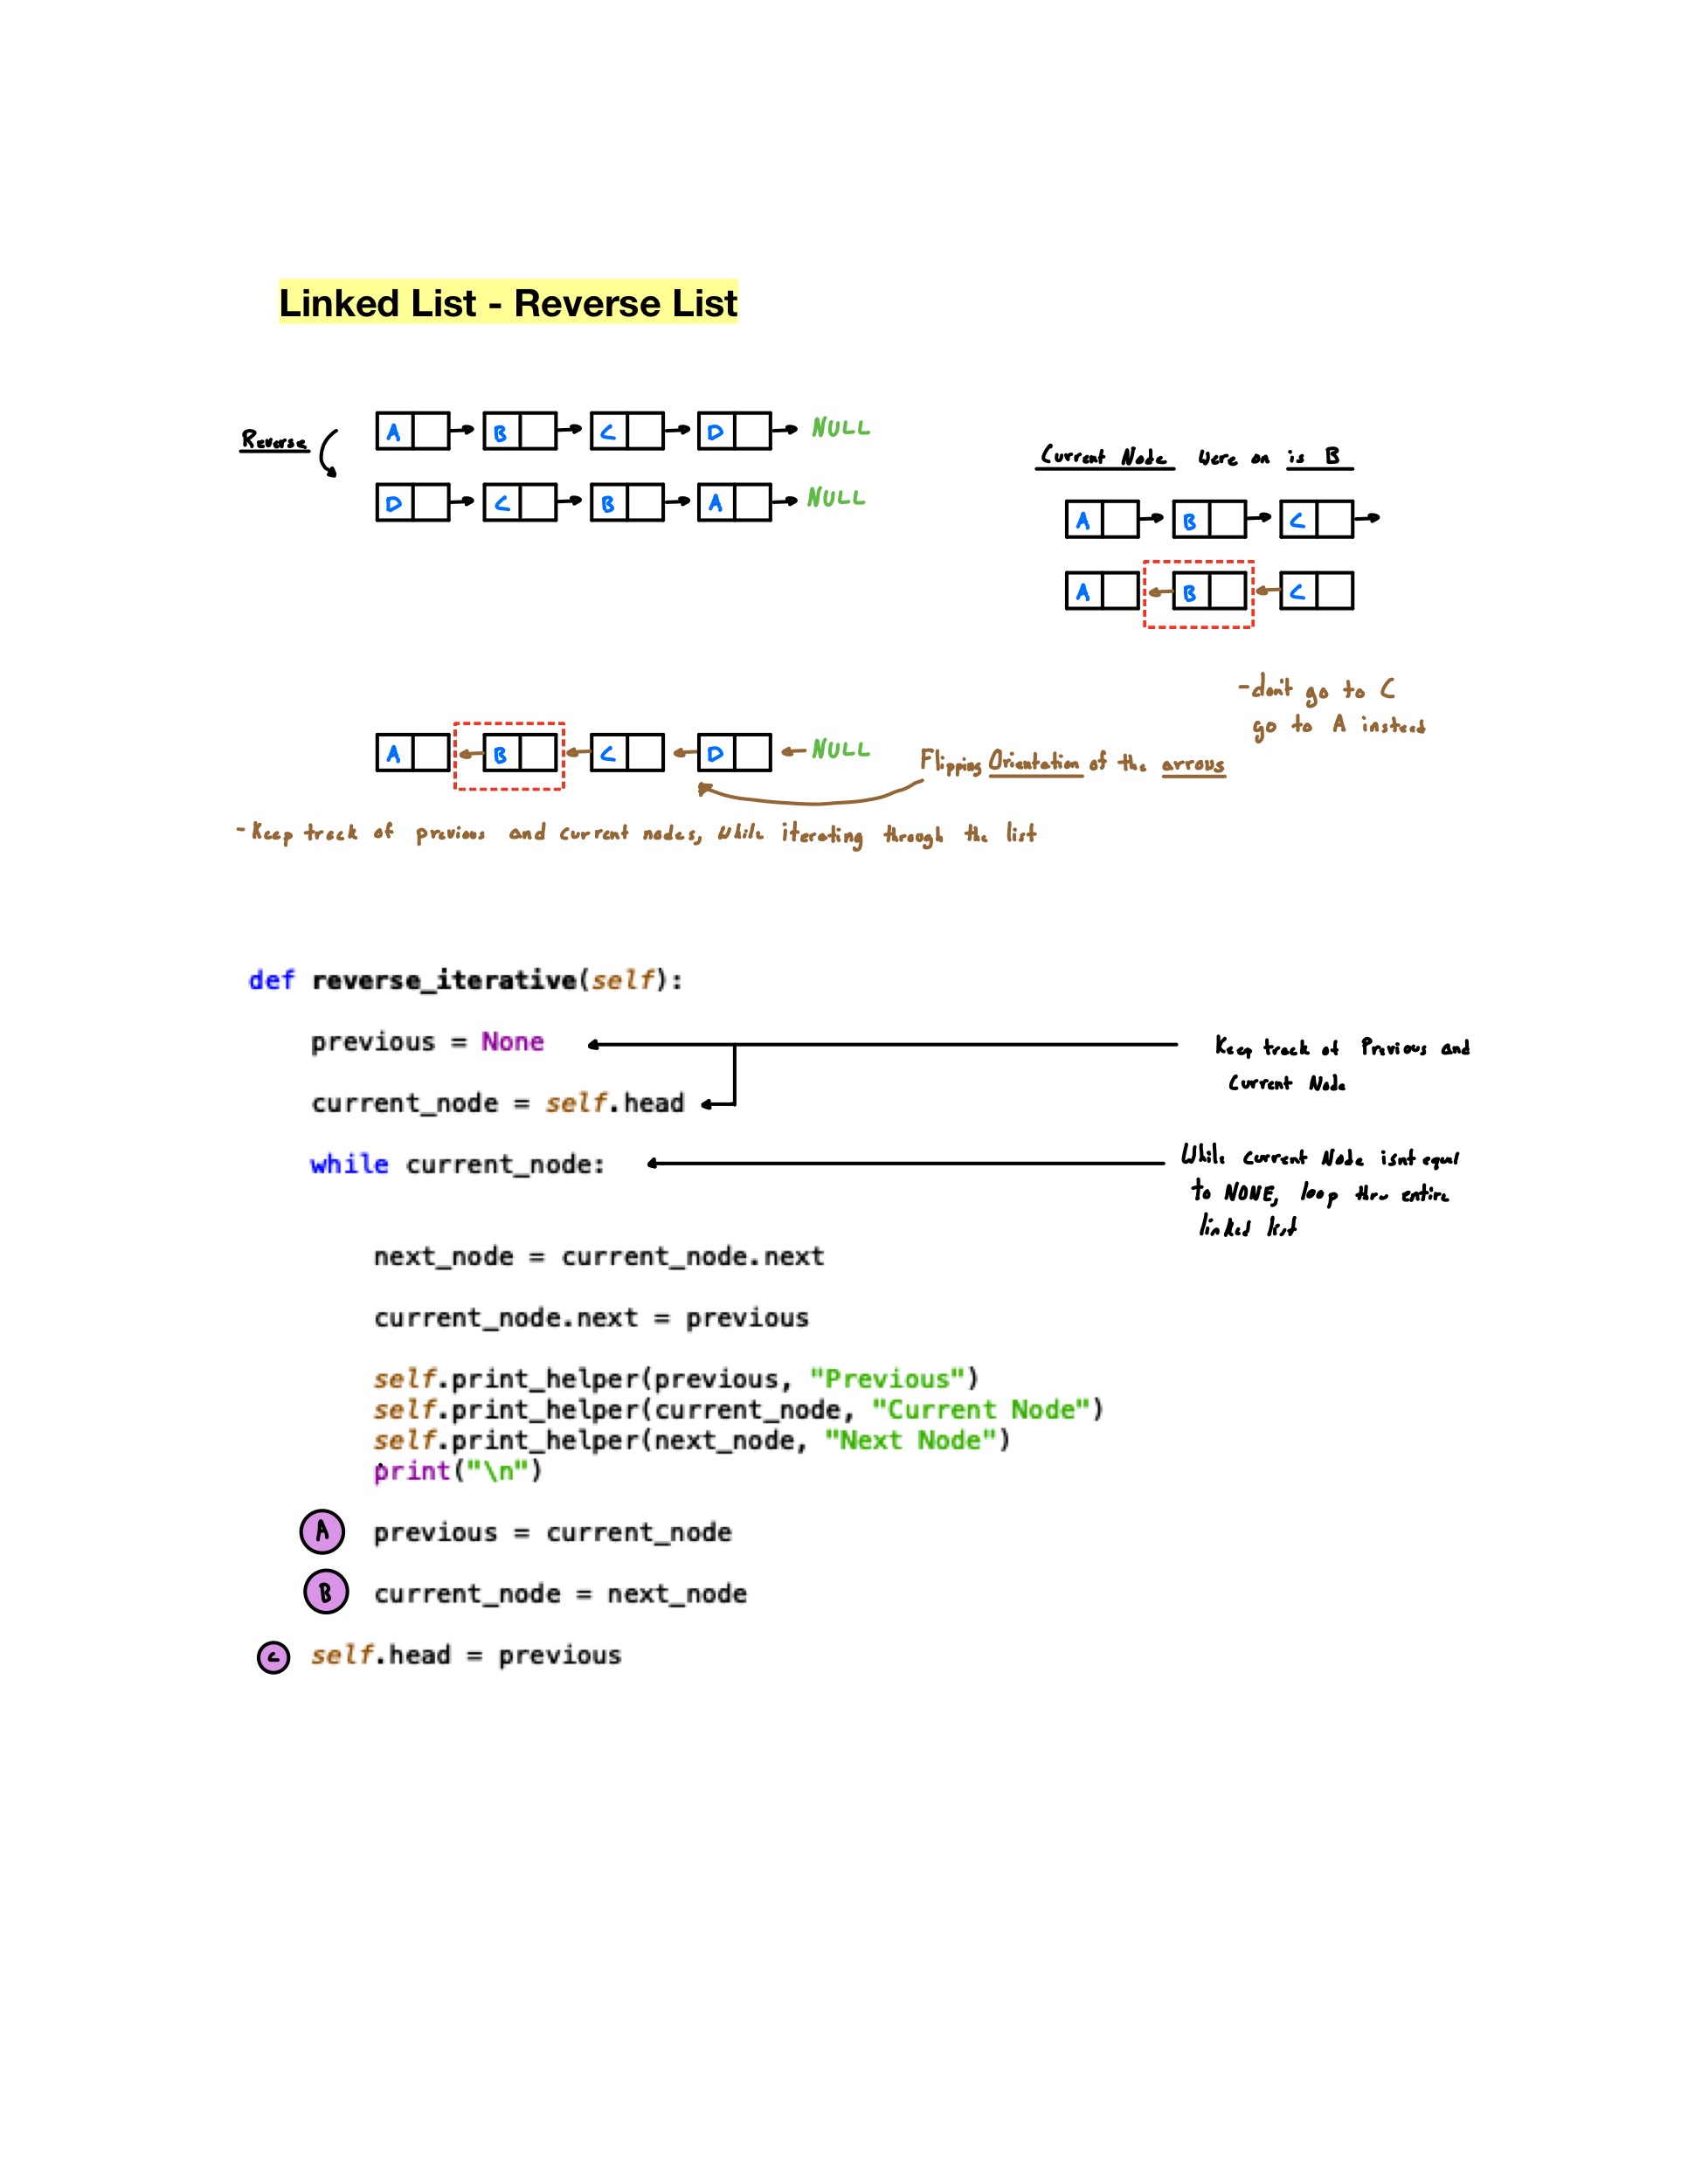 Linked List - Reverse List
Reverse
A B C D NULL
D C B A NULL
Current Node Were on is B
A B C
A B C
-don't go to C
go to A instead
A B C D NULL
Flipping Orientation of the arrows
-Keep track of previous and current nodes, while iterating through the list
def reverse_iterative(self):
previous = None
Keep track of Previous and
Current Node
current_node = self.head
while current_node:
While current Node isnt equal
to NONE, loop thru entire
linked list
next_node = current_node.next
current_node.next = previous
self.print_helper(previous, "Previous")
self.print_helper(current_node, "Current Node")
self.print_helper(next_node, "Next Node")
print("\n")
A previous = current_node
B current_node = next_node
C self.head = previous